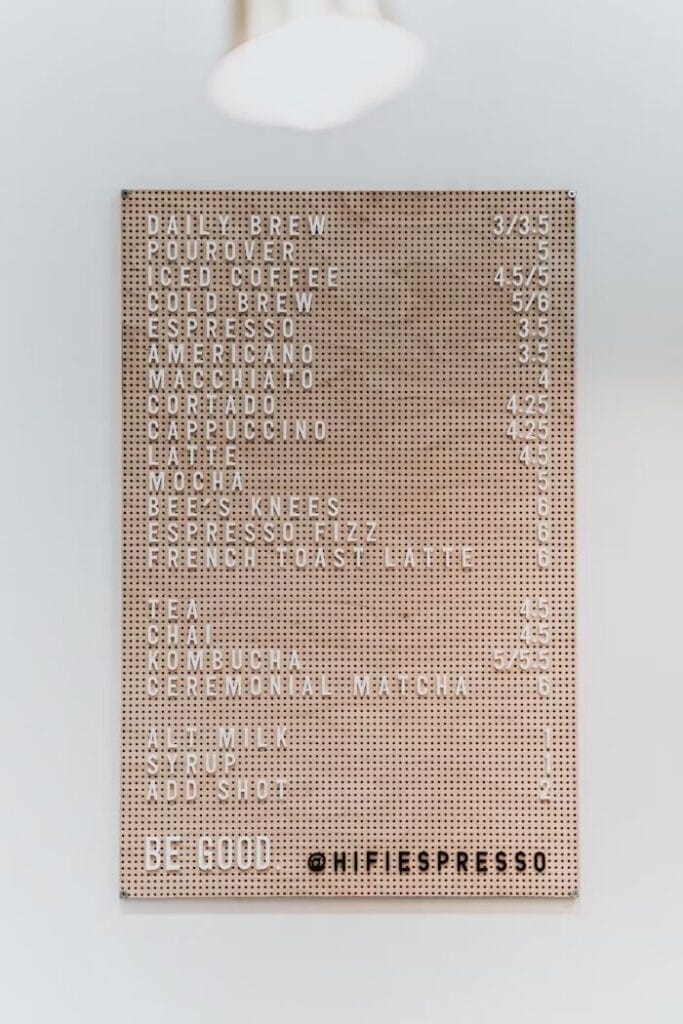 DAILY BREW 3/3.5
POUROVER 5
ICED COFFEE 4.5/5
COLD BREW 5/6
ESPRESSO 3.5
AMERICANO 3.5
MACCHIATO 4
CORTADO 4.25
CAPPUCCINO 4.25
LATTE 4.5
MOCHA 5
BEE'S KNEES 6
ESPRESSO FIZZ 6
FRENCH TOAST LATTE 6
TEA 4.5
CHAI 4.5
KOMBUCHA 5/5.5
CEREMONIAL MATCHA 6
ALT MILK 1
SYRUP 1
ADD SHOT 2
BE GOOD. @HIFIESPRESSO